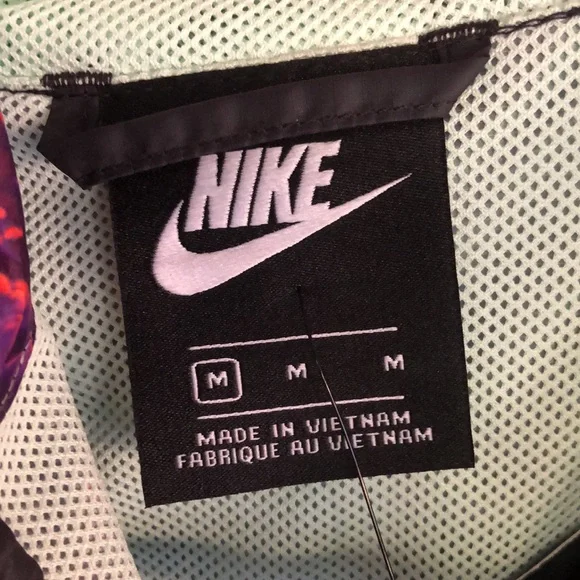 NIKE
M M M
MADE IN VIETNAM
FABRIQUE AU VIETNAM